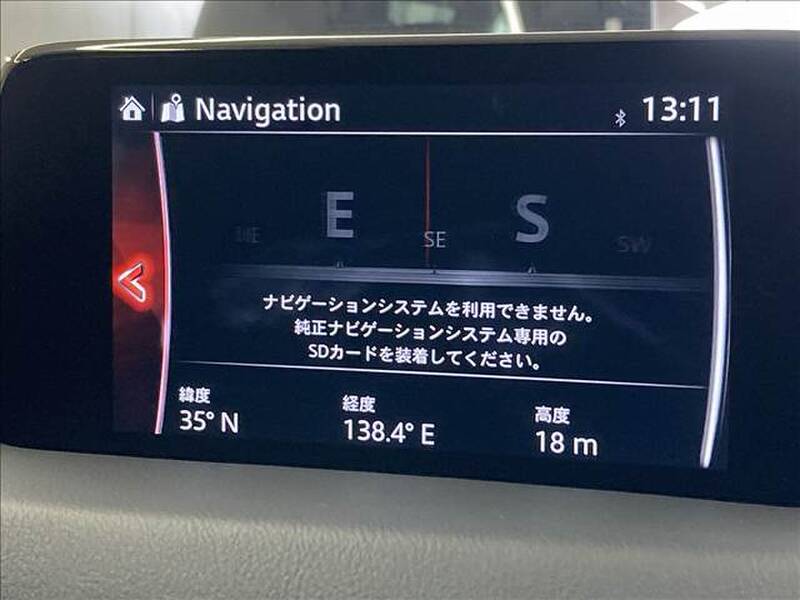 Navigation
13:11
E
S
NE
SE
SW
ナビゲーションシステムを利用できません。
純正ナビゲーションシステム専用の
SDカードを装着してください。
緯度
経度
高度
35° N
138.4° E
18 m